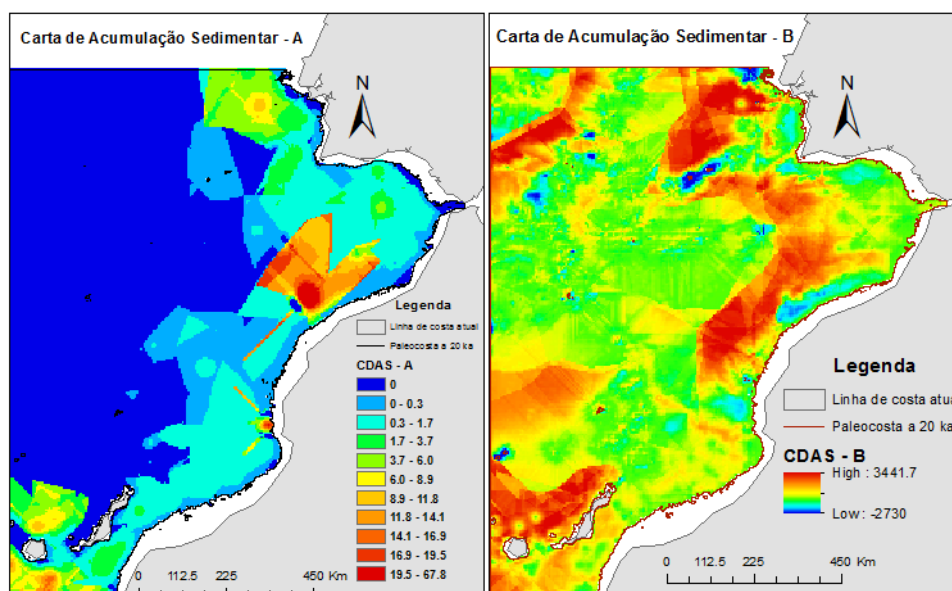 Carta de Acumulação Sedimentar - A
N
Legenda
Linha de costa atual
Paleocosta a 20 ka
CDAS - A
0
0 - 0.3
0.3 - 1.7
1.7 - 3.7
3.7 - 6.0
6.0 - 8.9
8.9 - 11.8
11.8 - 14.1
14.1 - 16.9
16.9 - 19.5
19.5 - 67.8
0 112.5 225 450 Km
Carta de Acumulação Sedimentar - B
N
Legenda
Linha de costa atua
Paleocosta a 20 ka
CDAS - B
High : 3441.7
Low: -2730
0 112.5 225 450 Km